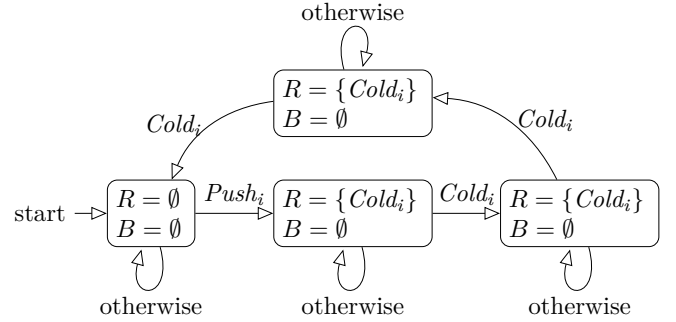 otherwise
R = {Cold_i}
B = ∅
Cold_i
Cold_i
start
R = ∅
B = ∅
Push_i
R = {Cold_i}
B = ∅
Cold_i
R = {Cold_i}
B = ∅
otherwise
otherwise
otherwise